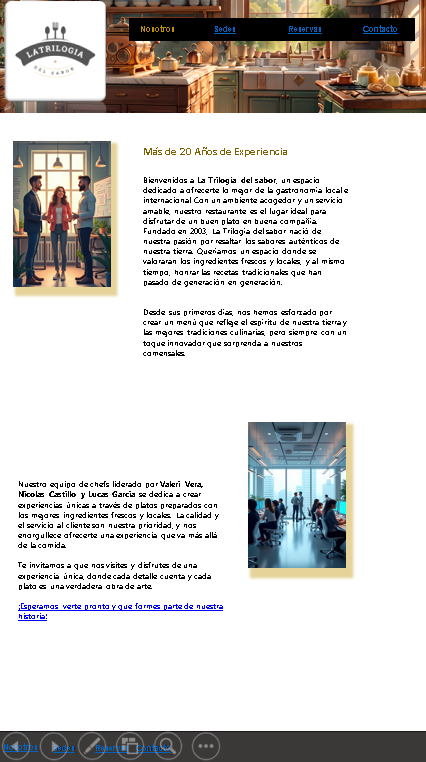 LA TRILOGIA
DEL SABOR
Nosotros Sedes Reservas Contacto
Más de 20 Años de Experiencia
Bienvenidos a La Trilogía del sabor, un espacio
dedicado a ofrecerte lo mejor de la gastronomía local e
internacional. Con un ambiente acogedor y un servicio
amable, nuestro restaurante es el lugar ideal para
disfrutar de un buen plato en buena compañía.
Fundado en 2003, La Trilogía del sabor nació de
nuestra pasión por resaltar los sabores auténticos de
nuestra tierra. Queríamos un espacio donde se
valoraran los ingredientes frescos y locales, y al mismo
tiempo, honrar las recetas tradicionales que han
pasado de generación en generación.
Desde sus primeros días, nos hemos esforzado por
crear un menú que refleje el espíritu de nuestra tierra y
las mejores tradiciones culinarias, pero siempre con un
toque innovador que sorprenda a nuestros
comensales.
Nuestro equipo de chefs liderado por Valeri Vera,
Nicolas Castillo y Lucas Garcia se dedica a crear
experiencias únicas a través de platos preparados con
los mejores ingredientes frescos y locales. La calidad y
el servicio al cliente son nuestra prioridad, y nos
enorgullece ofrecerte una experiencia que va más allá
de la comida.
Te invitamos a que nos visites y disfrutes de una
experiencia única, donde cada detalle cuenta y cada
plato es una verdadera obra de arte.
¡Esperamos verte pronto y que formes parte de nuestra
historia!
Nosotros Sedes Reservas Contacto